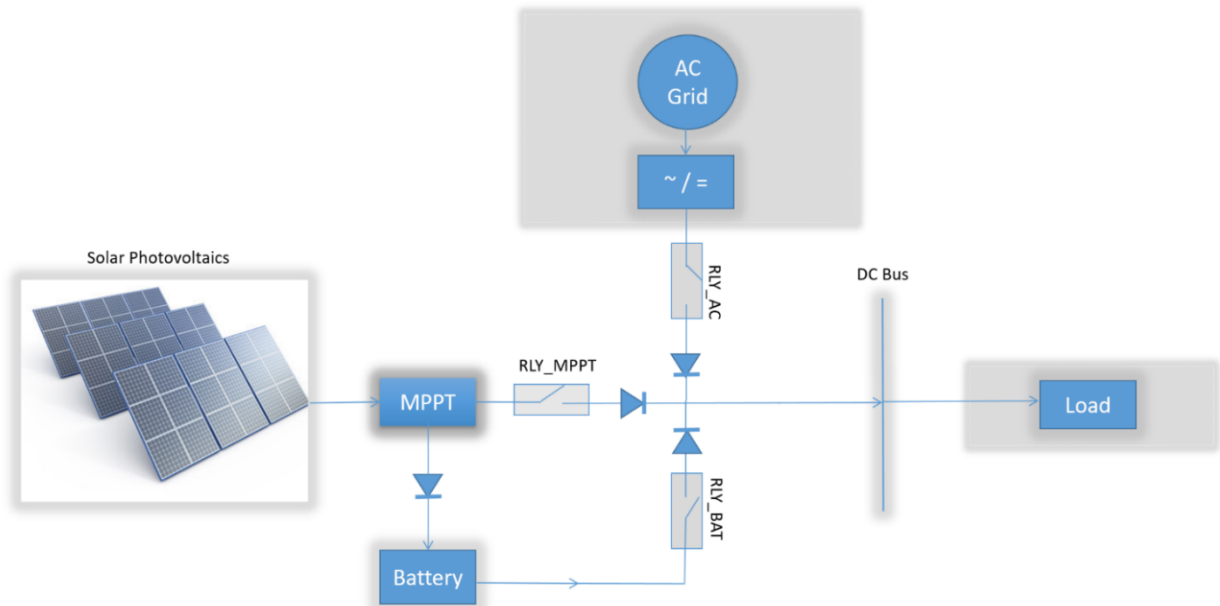 AC
Grid
~ / =
Solar Photovoltaics
RLY_AC
DC Bus
RLY_MPPT
MPPT
Load
RLY_BAT
Battery